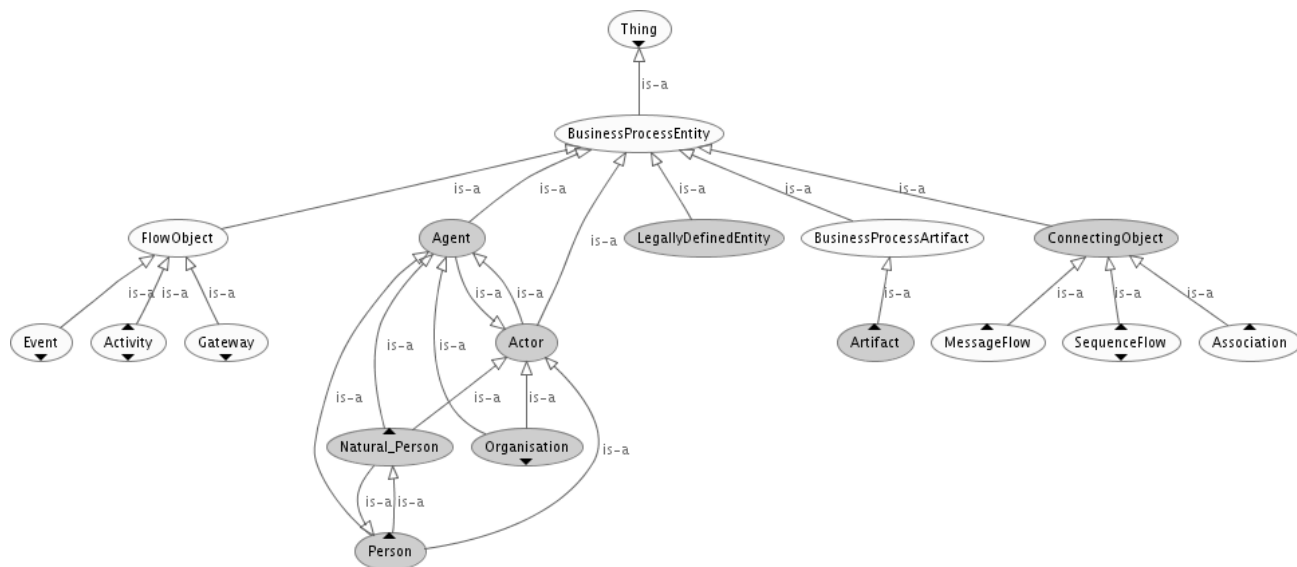 Thing
is-a
BusinessProcessEntity
is-a
is-a
is-a
is-a
is-a
FlowObject
Agent
is-a
LegallyDefinedEntity
BusinessProcessArtifact
ConnectingObject
is-a
is-a
is-a
is-a
is-a
is-a
is-a
is-a
is-a
Event
Activity
Gateway
is-a
is-a
Actor
Artifact
MessageFlow
SequenceFlow
Association
is-a
is-a
is-a
Natural_Person
Organisation
is-a
is-a
is-a
Person